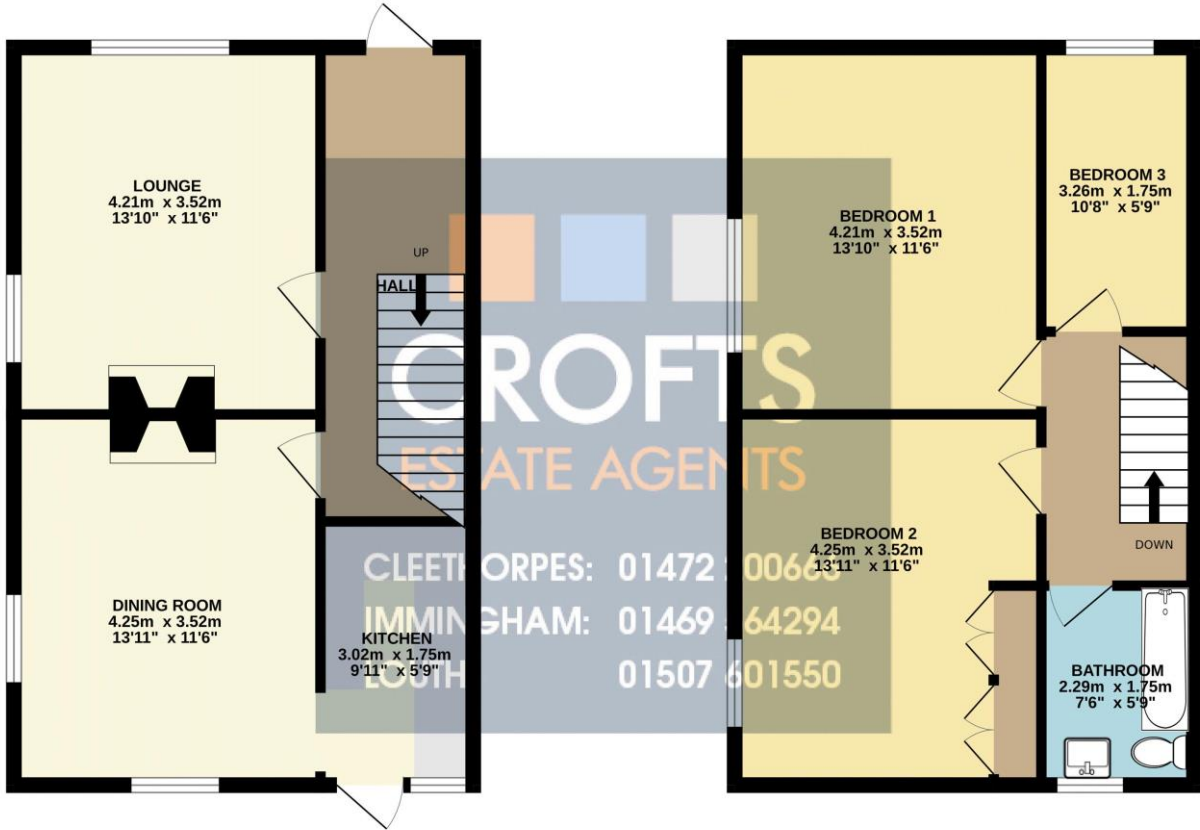 LOUNGE
4.21m x 3.52m
13'10" x 11'6"
UP
HALL
DINING ROOM
4.25m x 3.52m
13'11" x 11'6"
KITCHEN
3.02m x 1.75m
9'11" x 5'9"
BEDROOM 1
4.21m x 3.52m
13'10" x 11'6"
BEDROOM 3
3.26m x 1.75m
10'8" x 5'9"
BEDROOM 2
4.25m x 3.52m
13'11" x 11'6"
DOWN
BATHROOM
2.29m x 1.75m
7'6" x 5'9"
CROFTS
ESTATE AGENTS
CLEETHORPES: 01472
IMMINGHAM: 01469 64294
LOUTH 01507 601550